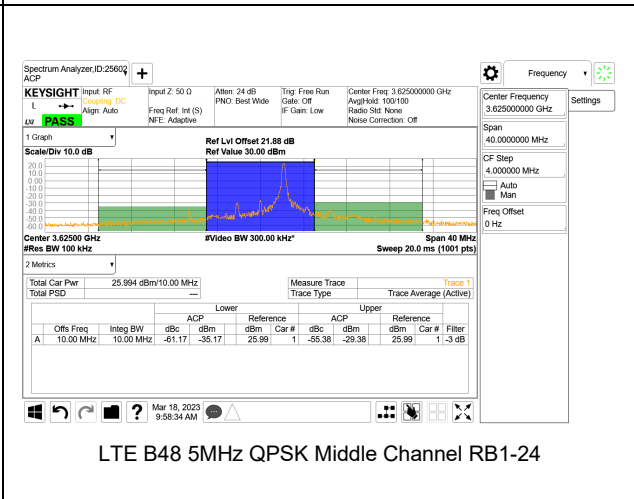 Spectrum Analyzer,ID:25602
ACP
Frequency
KEYSIGHT
L
LXI
PASS
Input: RF
Coupling: DC
Align: Auto
Input Z: 50 Ω
Freq Ref: Int (S)
NFE: Adaptive
Atten: 24 dB
PNO: Best Wide
Trig: Free Run
Gate: Off
IF Gain: Low
Center Freq: 3.625000000 GHz
Avg|Hold: 100/100
Radio Std: None
Noise Correction: Off
Center Frequency
3.625000000 GHz
Settings
Span
40.0000000 MHz
CF Step
4.000000 MHz
Auto
Man
Freq Offset
0 Hz
1 Graph
Scale/Div 10.0 dB
Ref Lvl Offset 21.88 dB
Ref Value 30.00 dBm
20.0
10.0
0.0
-10.0
-20.0
-30.0
-40.0
-50.0
-60.0
Center 3.62500 GHz
#Video BW 300.00 kHz*
Span 40 MHz
#Res BW 100 kHz
Sweep 20.0 ms (1001 pts)
2 Metrics
Total Car Pwr 25.994 dBm/10.00 MHz Measure Trace Trace 1
Total PSD --- Trace Type Trace Average (Active)
Lower Upper
ACP Reference ACP Reference
Offs Freq Integ BW dBc dBm dBm Car # dBc dBm dBm Car # Filter
A 10.00 MHz 10.00 MHz -61.17 -35.17 25.99 1 -55.38 -29.38 25.99 1 -3 dB
?
Mar 18, 2023
9:58:34 AM
LTE B48 5MHz QPSK Middle Channel RB1-24